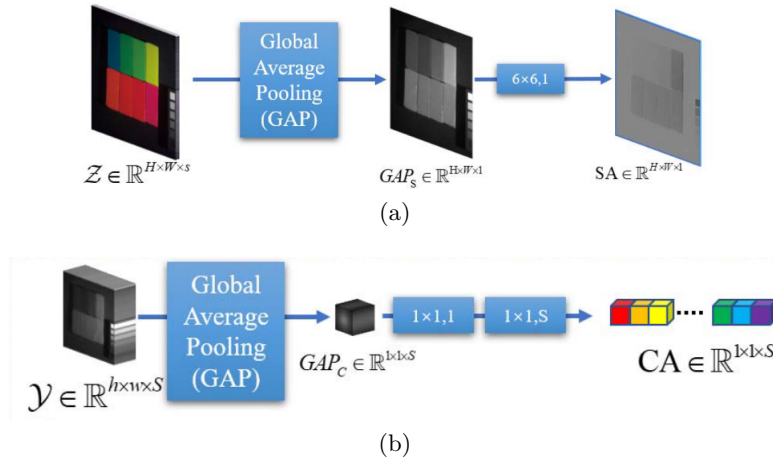 Global
Average
Pooling
(GAP)
6×6,1
𝒵 ∈ ℝ^{H×W×s}
GAP_S ∈ ℝ^{H×W×1}
SA ∈ ℝ^{H×W×1}
(a)
Global
Average
Pooling
(GAP)
1×1,1
1×1,S
𝒴 ∈ ℝ^{h×w×S}
GAP_C ∈ ℝ^{1×1×S}
CA ∈ ℝ^{1×1×S}
(b)